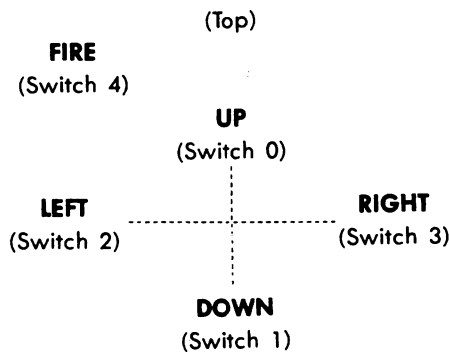 (Top)
FIRE
(Switch 4)
UP
(Switch 0)
LEFT
(Switch 2)
RIGHT
(Switch 3)
DOWN
(Switch 1)